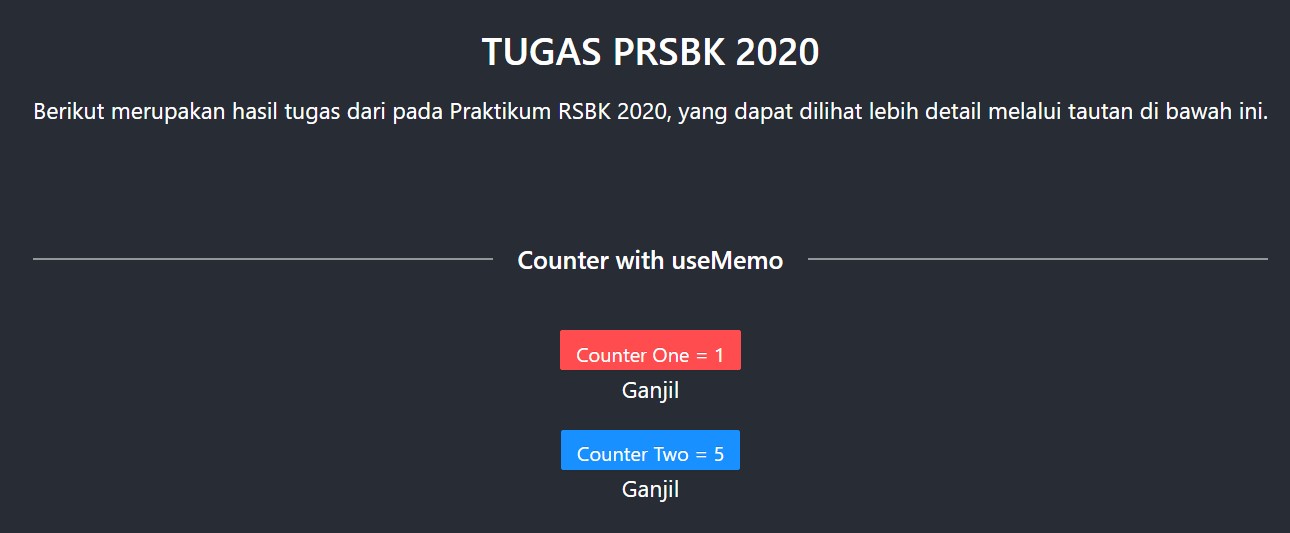 TUGAS PRSBK 2020
Berikut merupakan hasil tugas dari pada Praktikum RSBK 2020, yang dapat dilihat lebih detail melalui tautan di bawah ini.
Counter with useMemo
Counter One = 1
Ganjil
Counter Two = 5
Ganjil